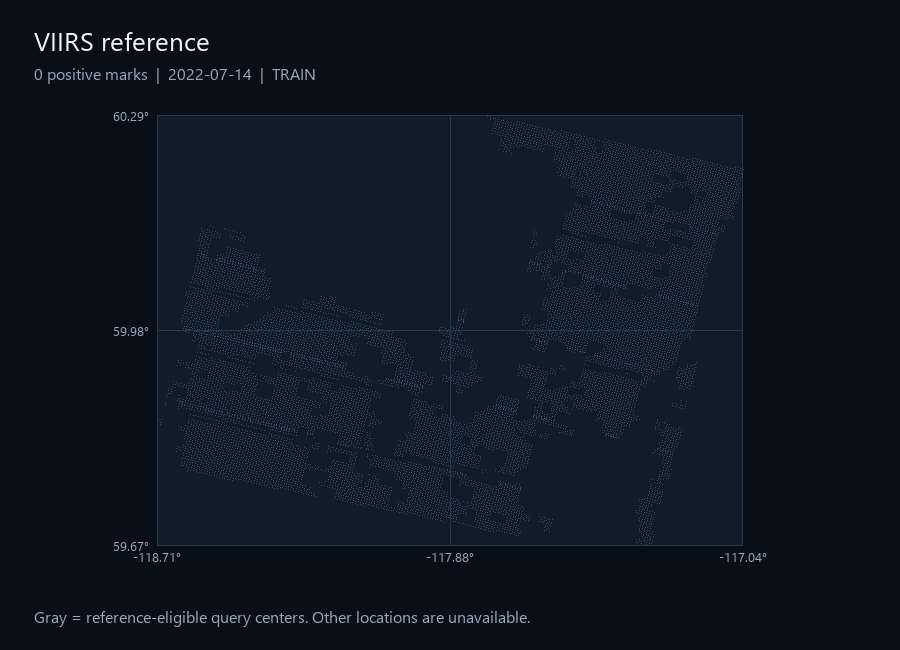 VIIRS reference
0 positive marks | 2022-07-14 | TRAIN
60.29°
59.98°
59.67°
-118.71° -117.88° -117.04°
Gray = reference-eligible query centers. Other locations are unavailable.